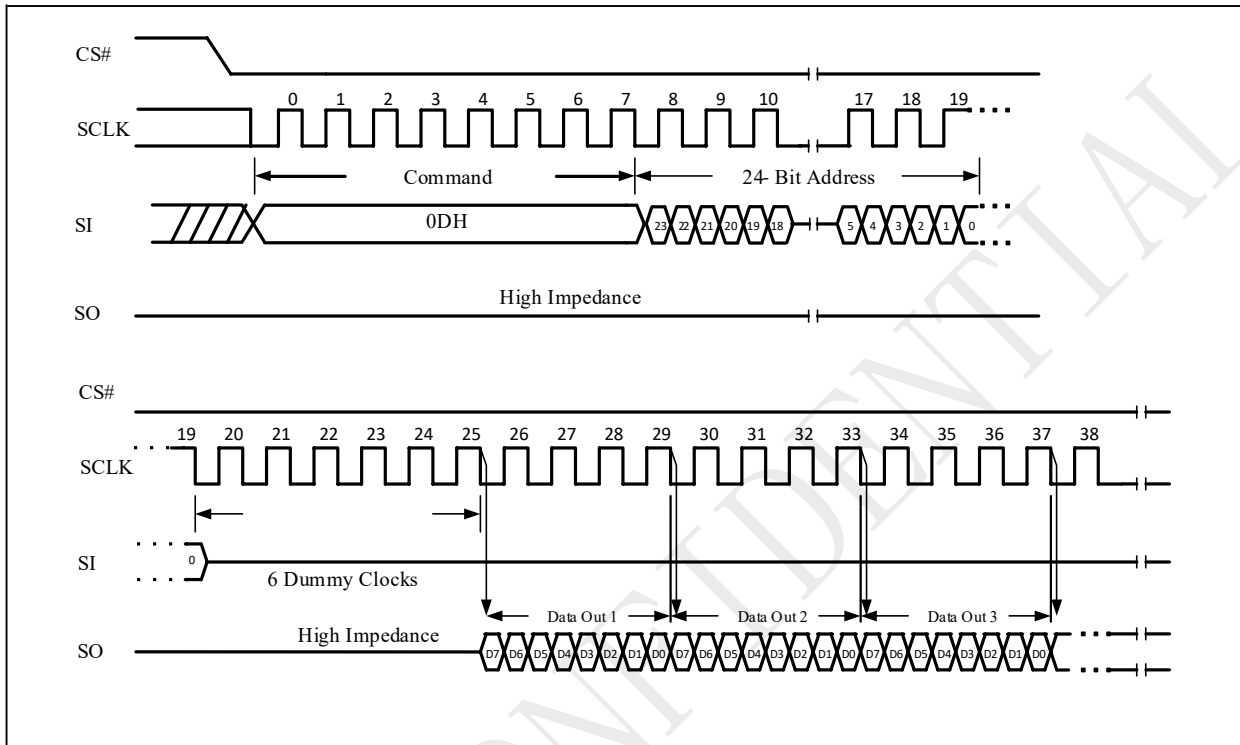 CS#
0 1 2 3 4 5 6 7 8 9 10 17 18 19
SCLK
Command 24- Bit Address
SI 0DH 23 22 21 20 19 18 5 4 3 2 1 0
High Impedance
SO
CS#
19 20 21 22 23 24 25 26 27 28 29 30 31 32 33 34 35 36 37 38
SCLK
SI 0
6 Dummy Clocks
Data Out 1 Data Out 2 Data Out 3
High Impedance
SO D7 D6 D5 D4 D3 D2 D1 D0 D7 D6 D5 D4 D3 D2 D1 D0 D7 D6 D5 D4 D3 D2 D1 D0
ONFIDENTIAL